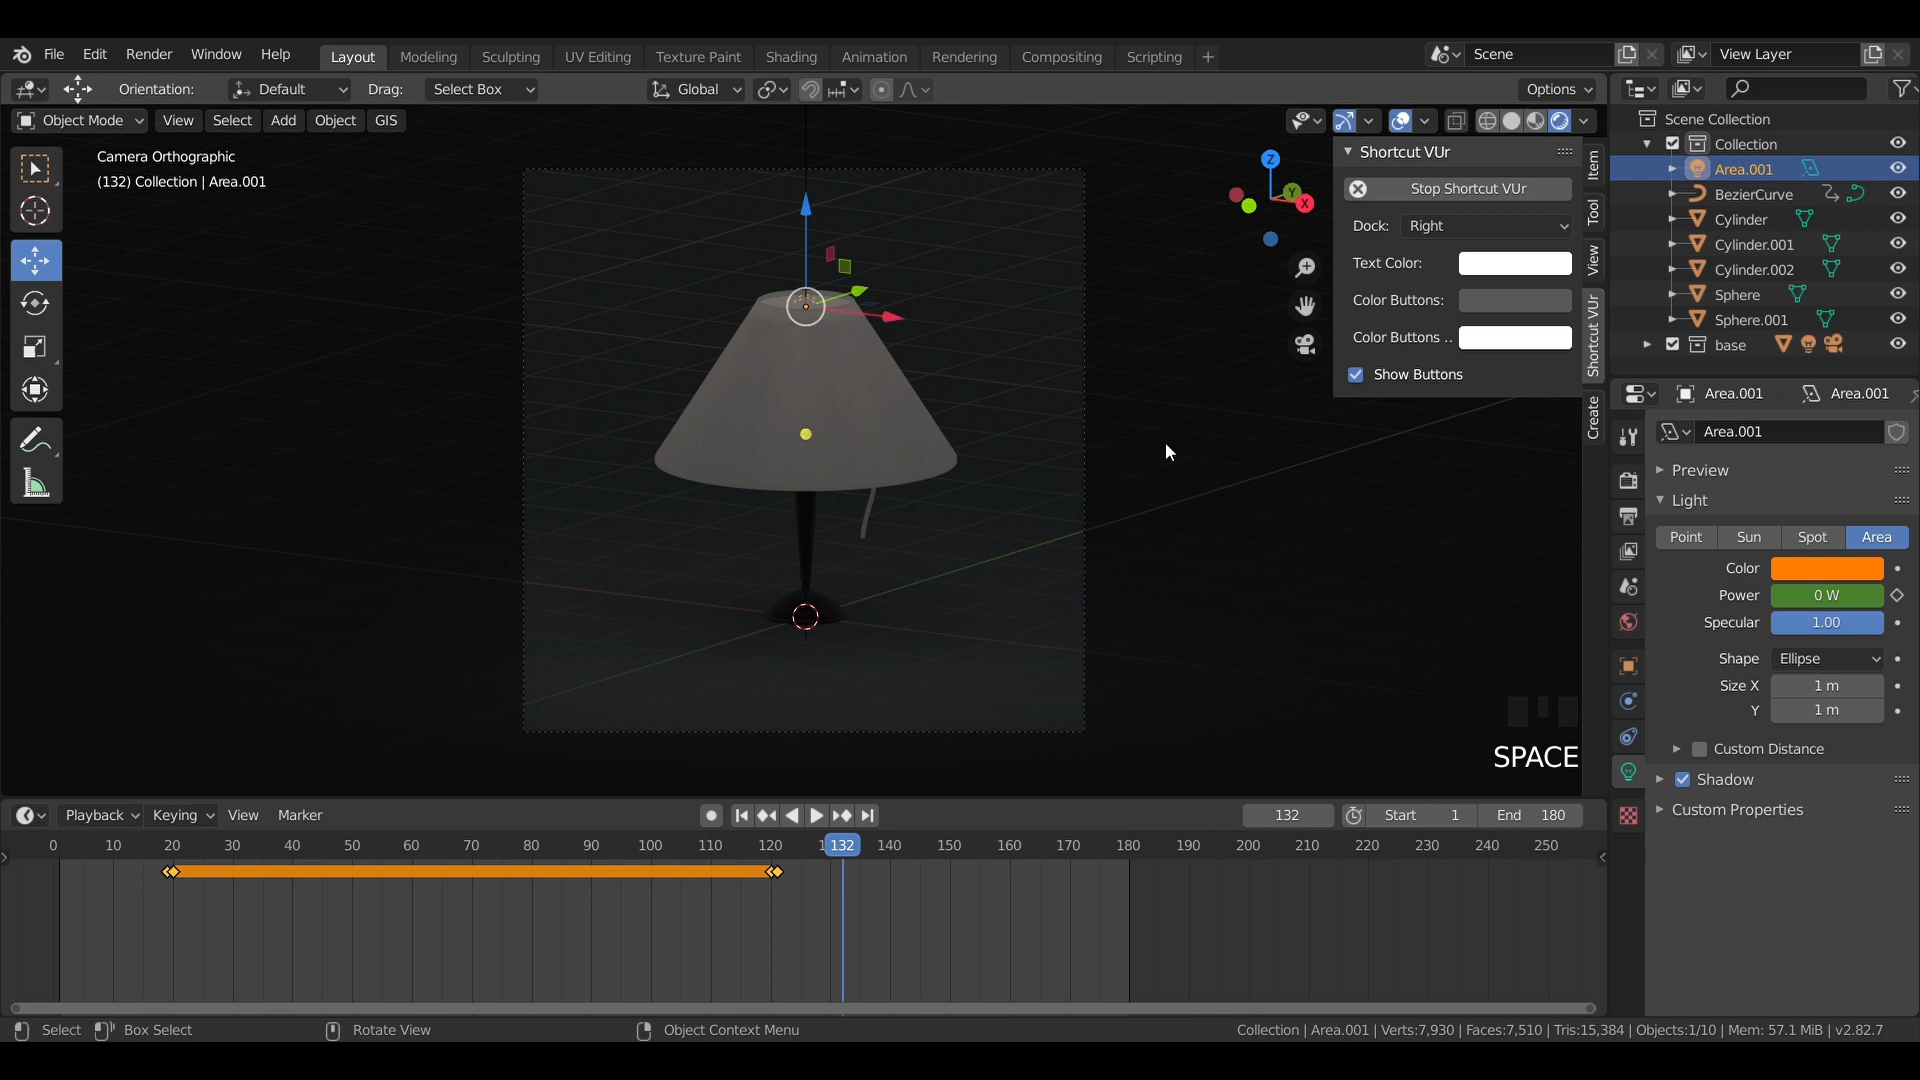 File Edit Render Window Help Layout Modeling Sculpting UV Editing Texture Paint Shading Animation Rendering Compositing Scripting + Scene View Layer
Orientation: Default Drag: Select Box Global Options
Object Mode View Select Add Object GIS
Camera Orthographic
(132) Collection | Area.001
Z
Y
X
Shortcut VUr
Stop Shortcut VUr
Dock: Right
Text Color:
Color Buttons:
Color Buttons ..
Show Buttons
Item
Tool
View
Shortcut VUr
Create
SPACE
Scene Collection
Collection
Area.001
BezierCurve
Cylinder
Cylinder.001
Cylinder.002
Sphere
Sphere.001
base
Area.001 Area.001
Area.001
Preview
Light
Point Sun Spot Area
Color
Power 0 W
Specular 1.00
Shape Ellipse
Size X 1 m
Y 1 m
Custom Distance
Shadow
Custom Properties
Playback Keying View Marker 132 Start 1 End 180
0 10 20 30 40 50 60 70 80 90 100 110 120 132 140 150 160 170 180 190 200 210 220 230 240 250
Select Box Select Rotate View Object Context Menu Collection | Area.001 | Verts:7,930 | Faces:7,510 | Tris:15,384 | Objects:1/10 | Mem: 57.1 MiB | v2.82.7